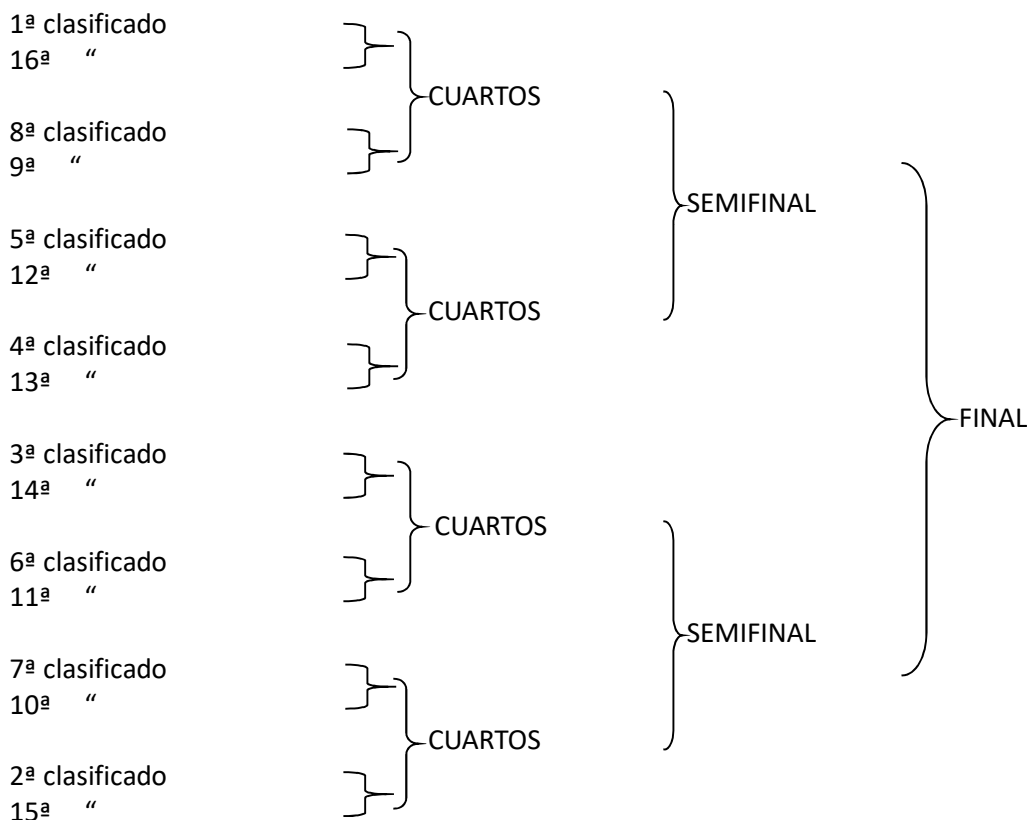 1ª clasificado
16ª “
CUARTOS
8ª clasificado
9ª “
SEMIFINAL
5ª clasificado
12ª “
CUARTOS
4ª clasificado
13ª “
FINAL
3ª clasificado
14ª “
CUARTOS
6ª clasificado
11ª “
SEMIFINAL
7ª clasificado
10ª “
CUARTOS
2ª clasificado
15ª “